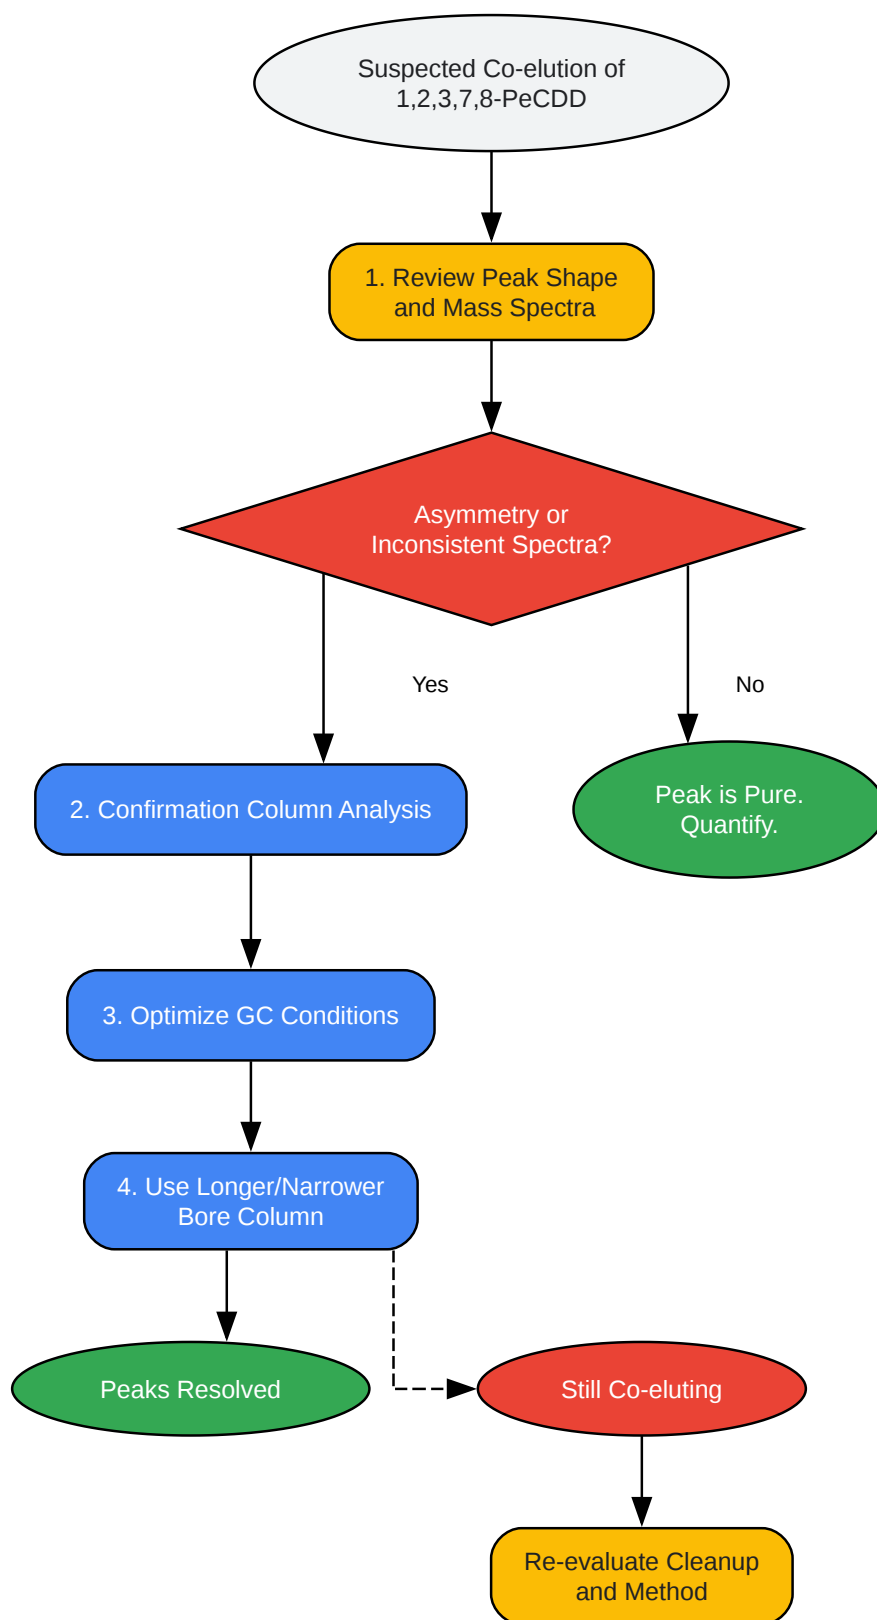 Suspected Co-elution of
1,2,3,7,8-PeCDD
1. Review Peak Shape
and Mass Spectra
Asymmetry or
Inconsistent Spectra?
Yes
No
2. Confirmation Column Analysis
Peak is Pure.
Quantify.
3. Optimize GC Conditions
4. Use Longer/Narrower
Bore Column
Peaks Resolved
Still Co-eluting
Re-evaluate Cleanup
and Method